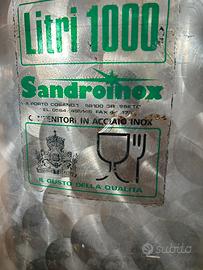 Litri 1000
Sandroinox
CONTENITORI IN ACCIAIO INOX
IL GUSTO DELLA QUALITÀ
subito